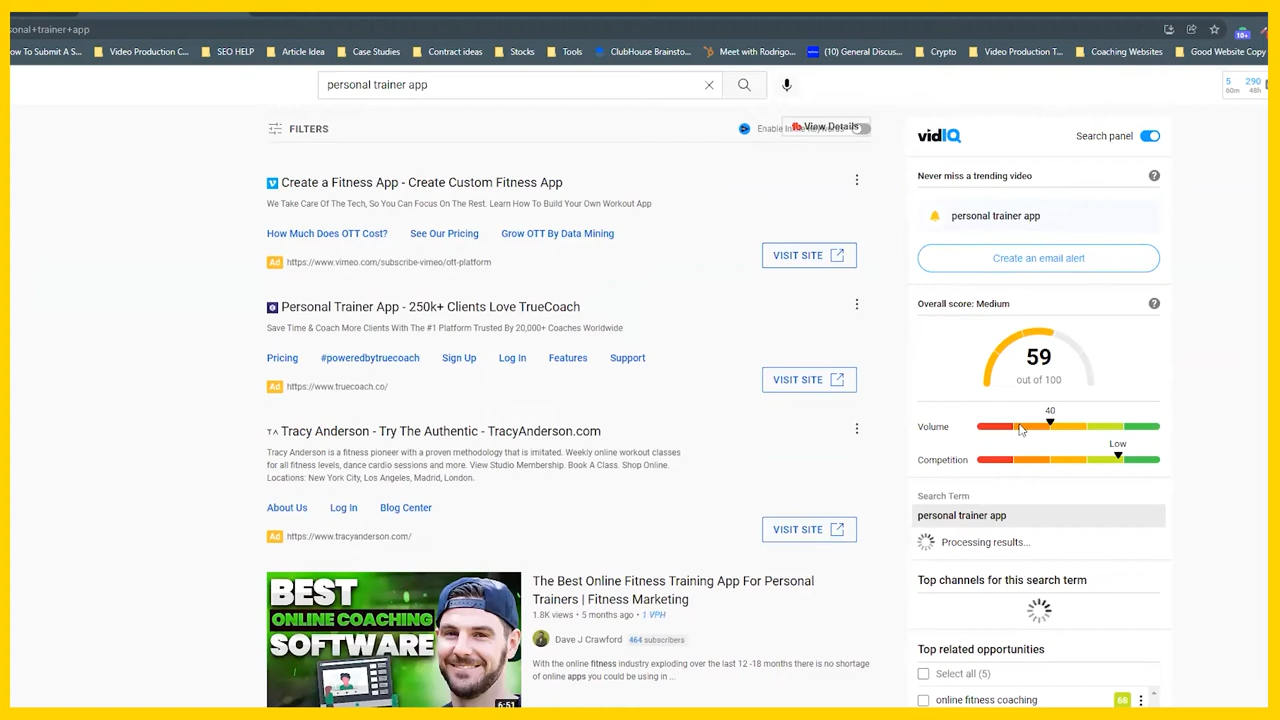 sonal+trainer+app
10+
ow To Submit A S...
Video Production C...
SEO HELP
Article Idea
Case Studies
Contract ideas
Stocks
Tools
ClubHouse Brainsto...
Meet with Rodrigo...
(10) General Discus...
Crypto
Video Production T...
Coaching Websites
Good Website Copy
personal trainer app
5 290
60m 48h
FILTERS
View Details
vidIQ
Search panel
Create a Fitness App - Create Custom Fitness App
We Take Care Of The Tech, So You Can Focus On The Rest. Learn How To Build Your Own Workout App
How Much Does OTT Cost? See Our Pricing Grow OTT By Data Mining
Ad https://www.vimeo.com/subscribe-vimeo/ott-platform
VISIT SITE
Personal Trainer App - 250k+ Clients Love TrueCoach
Save Time & Coach More Clients With The #1 Platform Trusted By 20,000+ Coaches Worldwide
Pricing #poweredbytruecoach Sign Up Log In Features Support
Ad https://www.truecoach.co/
VISIT SITE
TA Tracy Anderson - Try The Authentic - TracyAnderson.com
Tracy Anderson is a fitness pioneer with a proven methodology that is imitated. Weekly online workout classes
for all fitness levels, dance cardio sessions and more. View Studio Membership. Book A Class. Shop Online.
Locations: New York City, Los Angeles, Madrid, London.
About Us Log In Blog Center
Ad https://www.tracyanderson.com/
VISIT SITE
BEST
ONLINE COACHING
SOFTWARE
6:51
The Best Online Fitness Training App For Personal
Trainers | Fitness Marketing
1.8K views • 5 months ago • 1 VPH
Dave J Crawford 464 subscribers
With the online fitness industry exploding over the last 12 -18 months there is no shortage
of online apps you could be using in ...
Never miss a trending video
personal trainer app
Create an email alert
Overall score: Medium
59
out of 100
40
Volume
Low
Competition
Search Term
personal trainer app
Processing results...
Top channels for this search term
Top related opportunities
Select all (5)
online fitness coaching 68